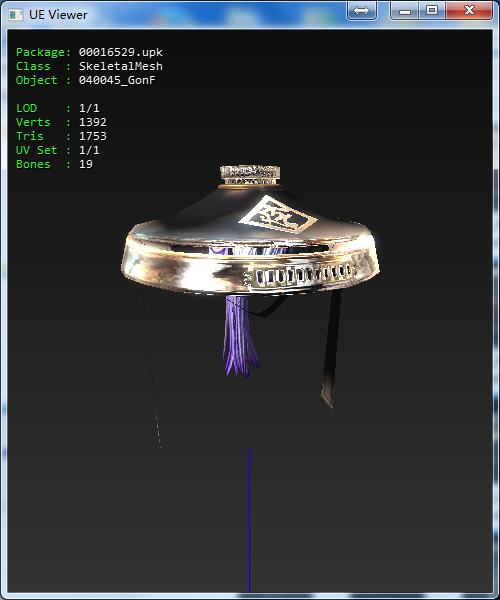 UE Viewer
Package: 00016529.upk
Class : SkeletalMesh
Object : 040045_GonF
LOD : 1/1
Verts : 1392
Tris : 1753
UV Set : 1/1
Bones : 19